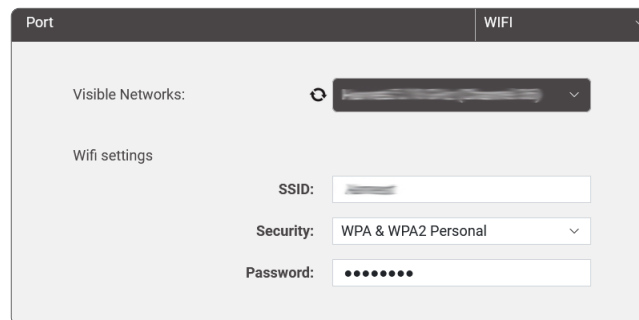 Port WIFI
Visible Networks:
Wifi settings
SSID:
Security: WPA & WPA2 Personal
Password: ●●●●●●●●